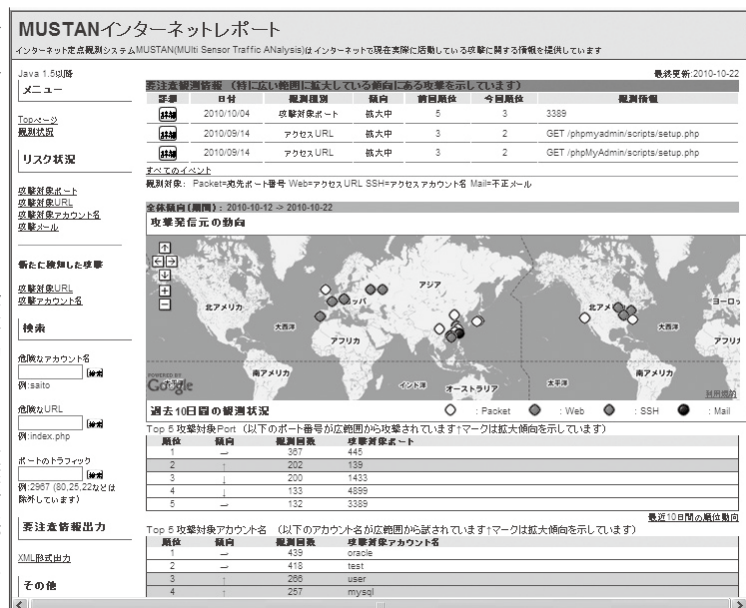 MUSTANインターネットレポート
インターネット定点観測システムMUSTAN(MUlti Sensor Traffic ANalysis)はインターネットで現在実際に活動している攻撃に関する情報を提供しています
Java 1.5以降
メニュー
Topページ
観測状況
リスク状況
攻撃対象ポート
攻撃対象URL
攻撃対象アカウント名
攻撃メール
新たに検知した攻撃
攻撃対象URL
攻撃アカウント名
検索
危険なアカウント名
検索
例:saito
危険なURL
検索
例:index.php
ポートのトラフィック
検索
例:2967 (80,25,22などは
除外しています)
要注意情報出力
XML形式出力
その他
最終更新:2010-10-22
要注意観測情報 (特に広い範囲に拡大している傾向にある攻撃を示しています)
詳細 日付 観測種別 傾向 前回順位 今回順位 観測情報
詳細 2010/10/04 攻撃対象ポート 拡大中 5 3 3389
詳細 2010/09/14 アクセスURL 拡大中 3 2 GET /phpmyadmin/scripts/setup.php
詳細 2010/09/14 アクセスURL 拡大中 3 2 GET /phpMyAdmin/scripts/setup.php
すべてのイベント
観測対象: Packet=宛先ポート番号 Web=アクセスURL SSH=アクセスアカウント名 Mail=不正メール
全体傾向(期間): 2010-10-12 -> 2010-10-22
攻撃発信元の動向
アジア
北アメリカ
大西洋
アフリカ
南アメリカ
インド洋
オーストラリア
太平洋
北アメリカ
大西洋
南アメリカ
POWERED BY
Google
利用規約
過去10日間の観測状況 : Packet : Web : SSH : Mail
Top 5 攻撃対象Port (以下のポート番号が広範囲から攻撃されています↑マークは拡大傾向を示しています)
順位 傾向 観測回数 攻撃対象ポート
1 → 367 445
2 ↑ 202 139
3 ↓ 200 1433
4 ↓ 133 4899
5 → 132 3389
最近10日間の順位動向
Top 5 攻撃対象アカウント名 (以下のアカウント名が広範囲から試されています↑マークは拡大傾向を示しています)
順位 傾向 観測回数 攻撃対象アカウント名
1 → 439 oracle
2 → 418 test
3 ↑ 266 user
4 ↑ 257 mysql